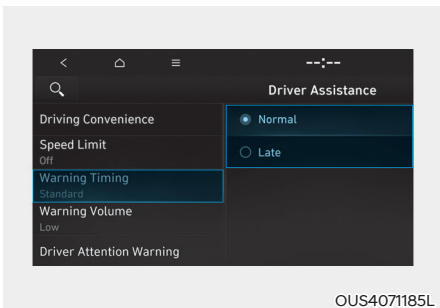 --:--
Driver Assistance
Driving Convenience
Speed Limit
Off
Warning Timing
Standard
Warning Volume
Low
Driver Attention Warning
Normal
Late
OUS4071185L